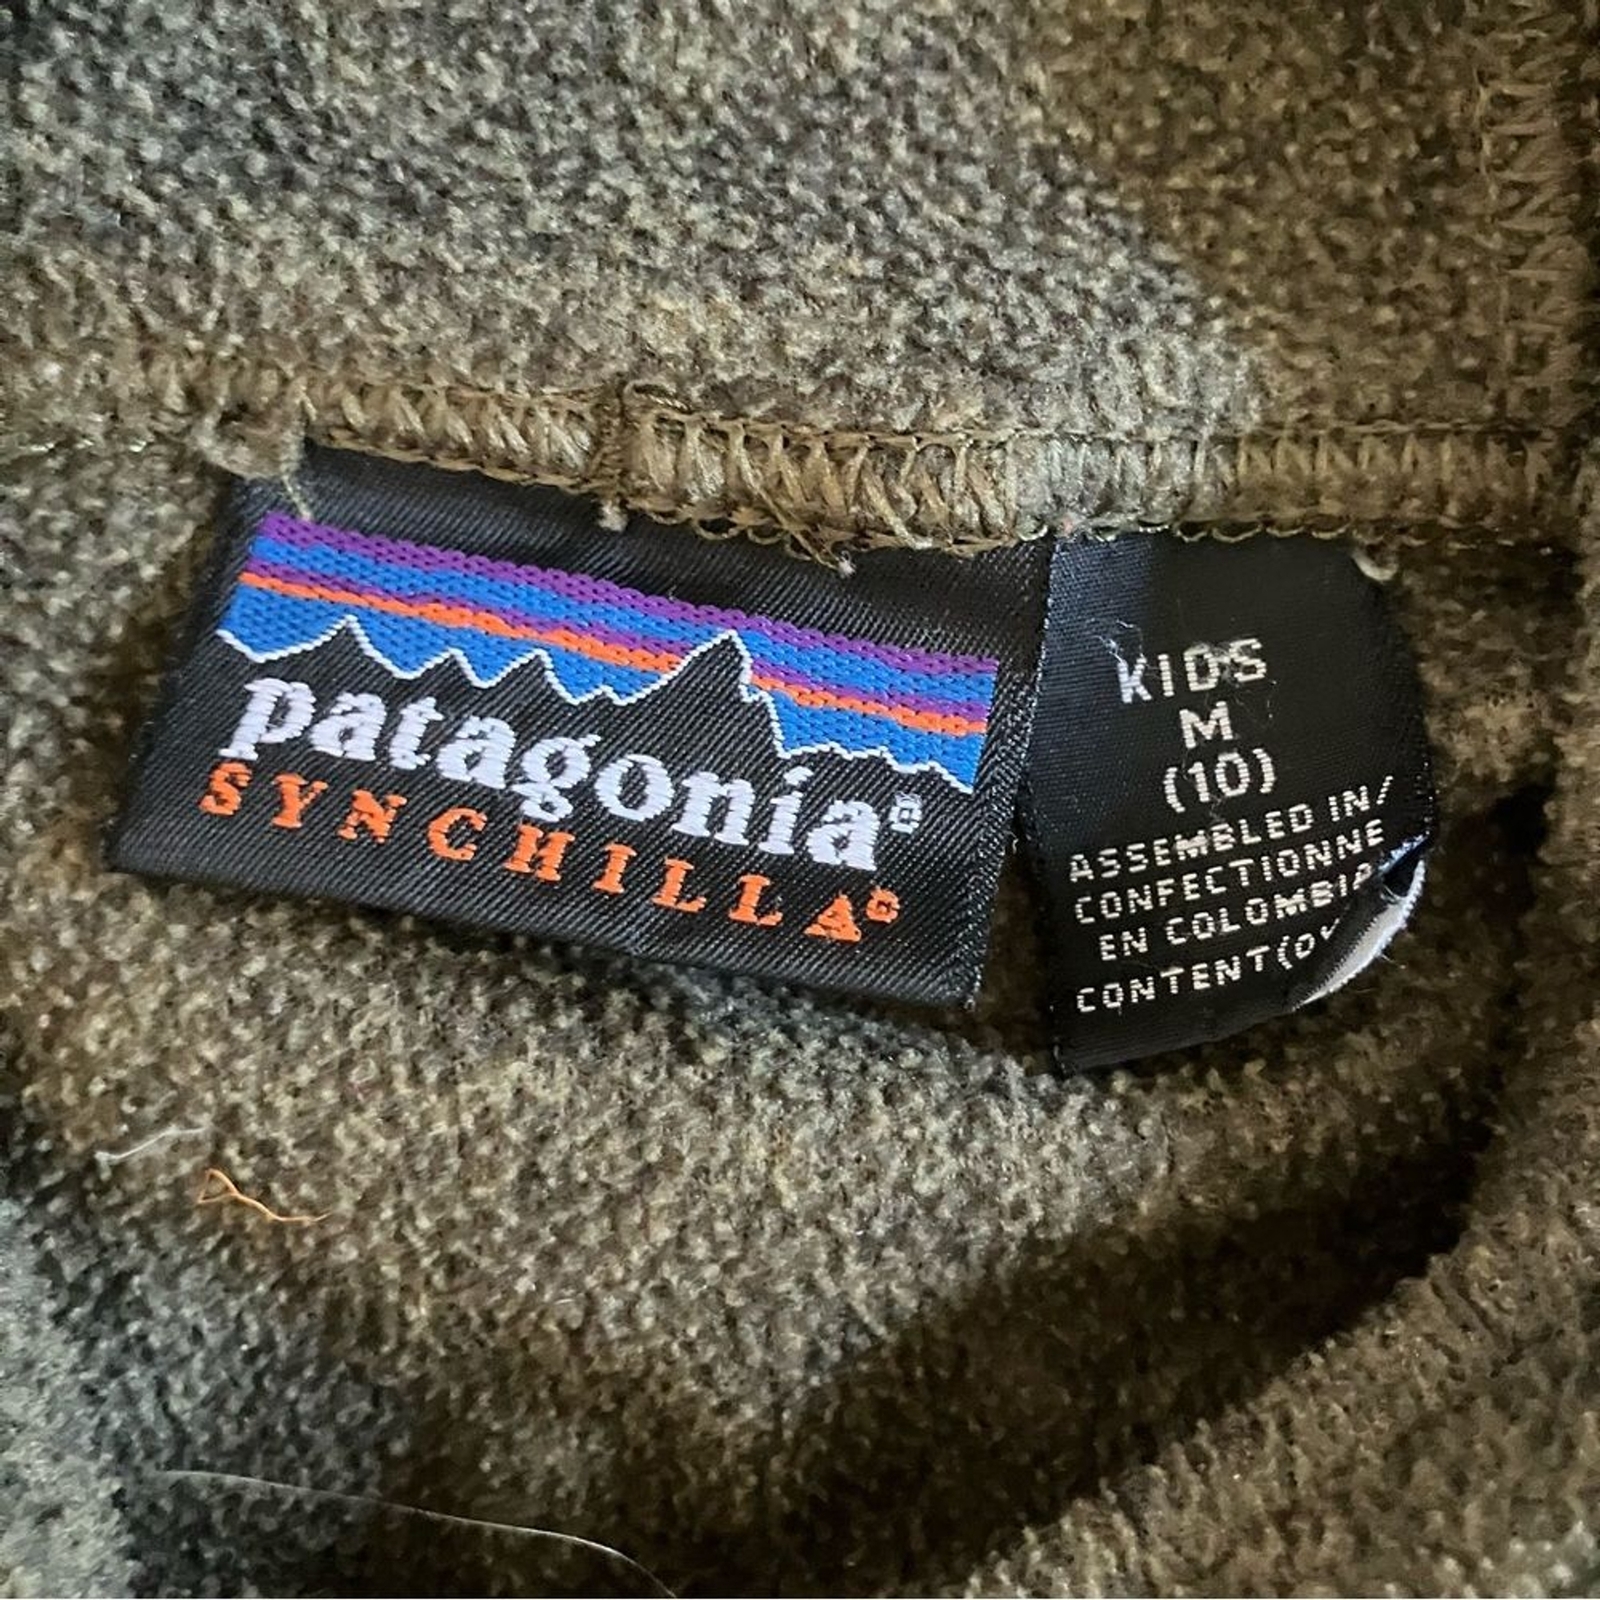 patagonia®
SYNCHILLA®
KIDS
M
(10)
ASSEMBLED IN/
CONFECTIONNE
EN COLOMBIA